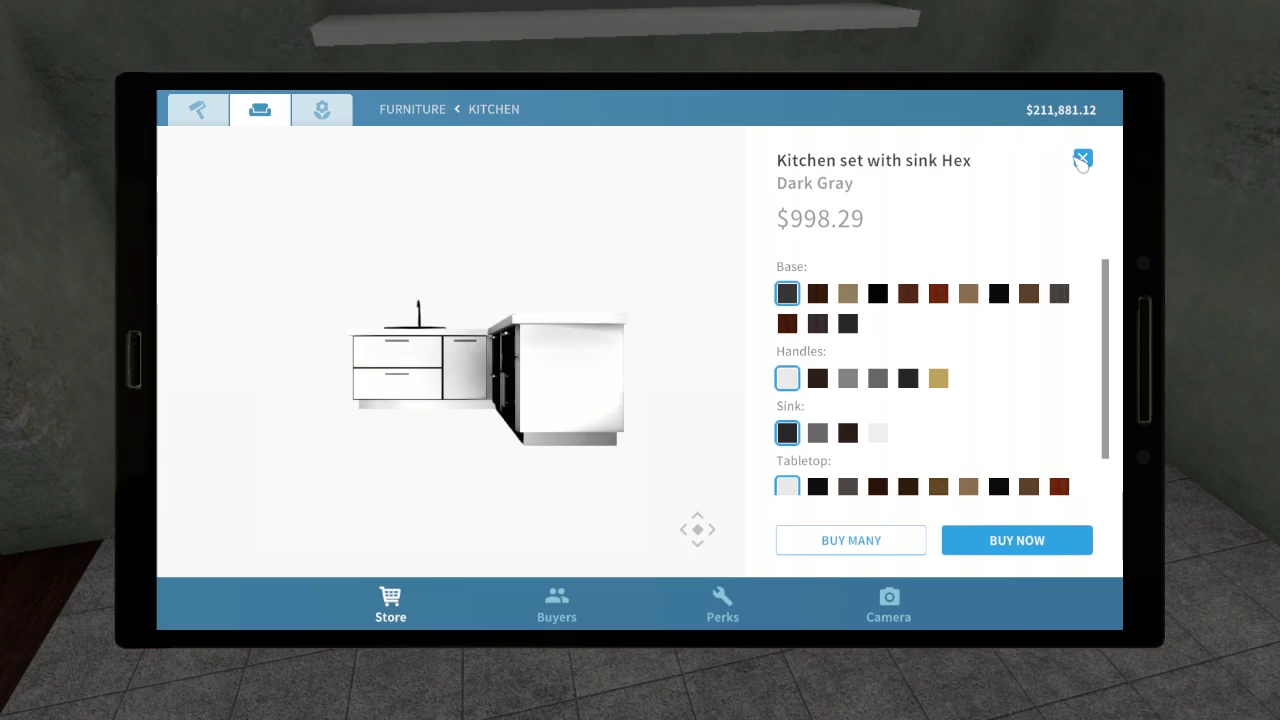 FURNITURE < KITCHEN
$211,881.12
Kitchen set with sink Hex
Dark Gray
$998.29
Base:
Handles:
Sink:
Tabletop:
BUY MANY
BUY NOW
Store
Buyers
Perks
Camera